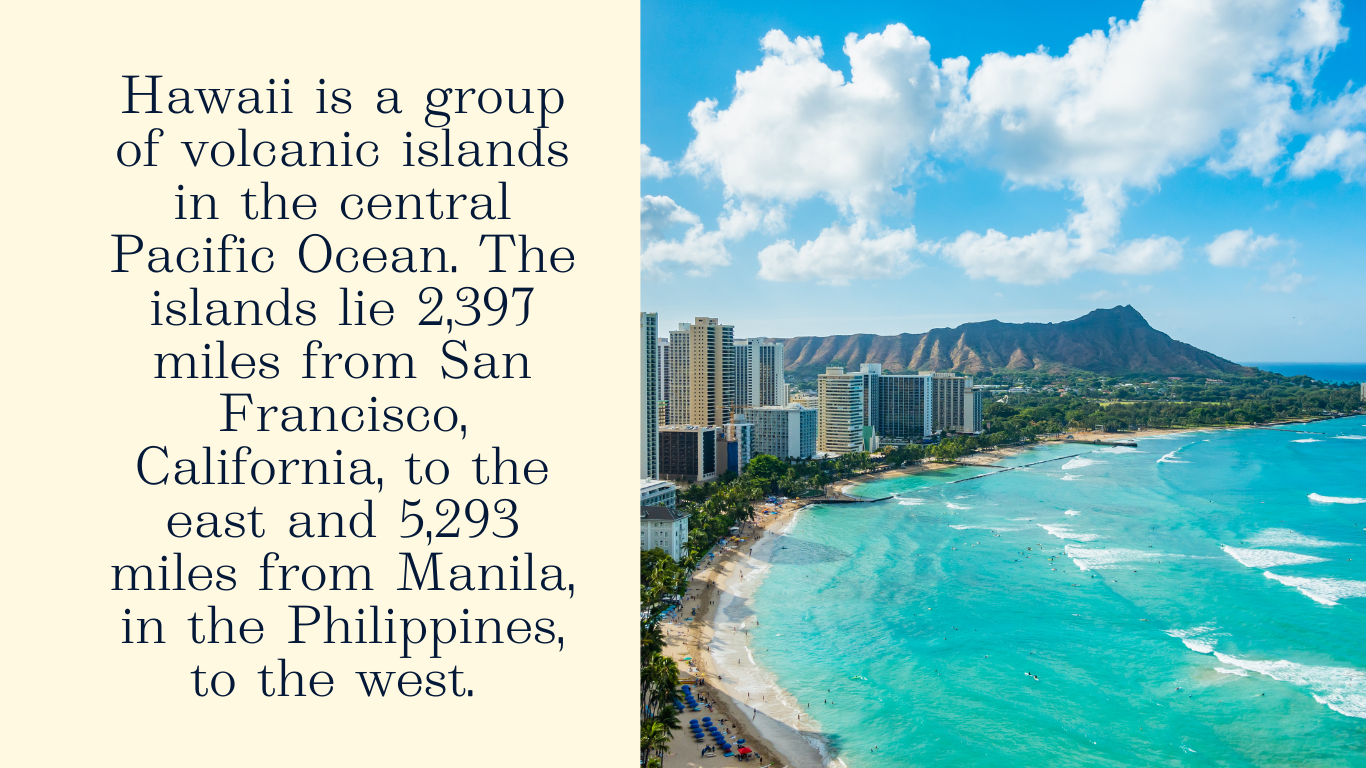 Hawaii is a group
of volcanic islands
in the central
Pacific Ocean. The
islands lie 2,397
miles from San
Francisco,
California, to the
east and 5,293
miles from Manila,
in the Philippines,
to the west.